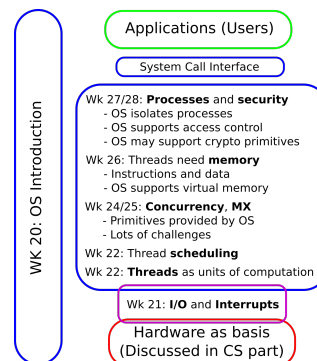 WK 20: OS Introduction
Applications (Users)
System Call Interface
Wk 27/28: Processes and security
- OS isolates processes
- OS supports access control
- OS may support crypto primitives
Wk 26: Threads need memory
- Instructions and data
- OS supports virtual memory
Wk 24/25: Concurrency, MX
- Primitives provided by OS
- Lots of challenges
Wk 22: Thread scheduling
Wk 22: Threads as units of computation
Wk 21: I/O and Interrupts
Hardware as basis
(Discussed in CS part)